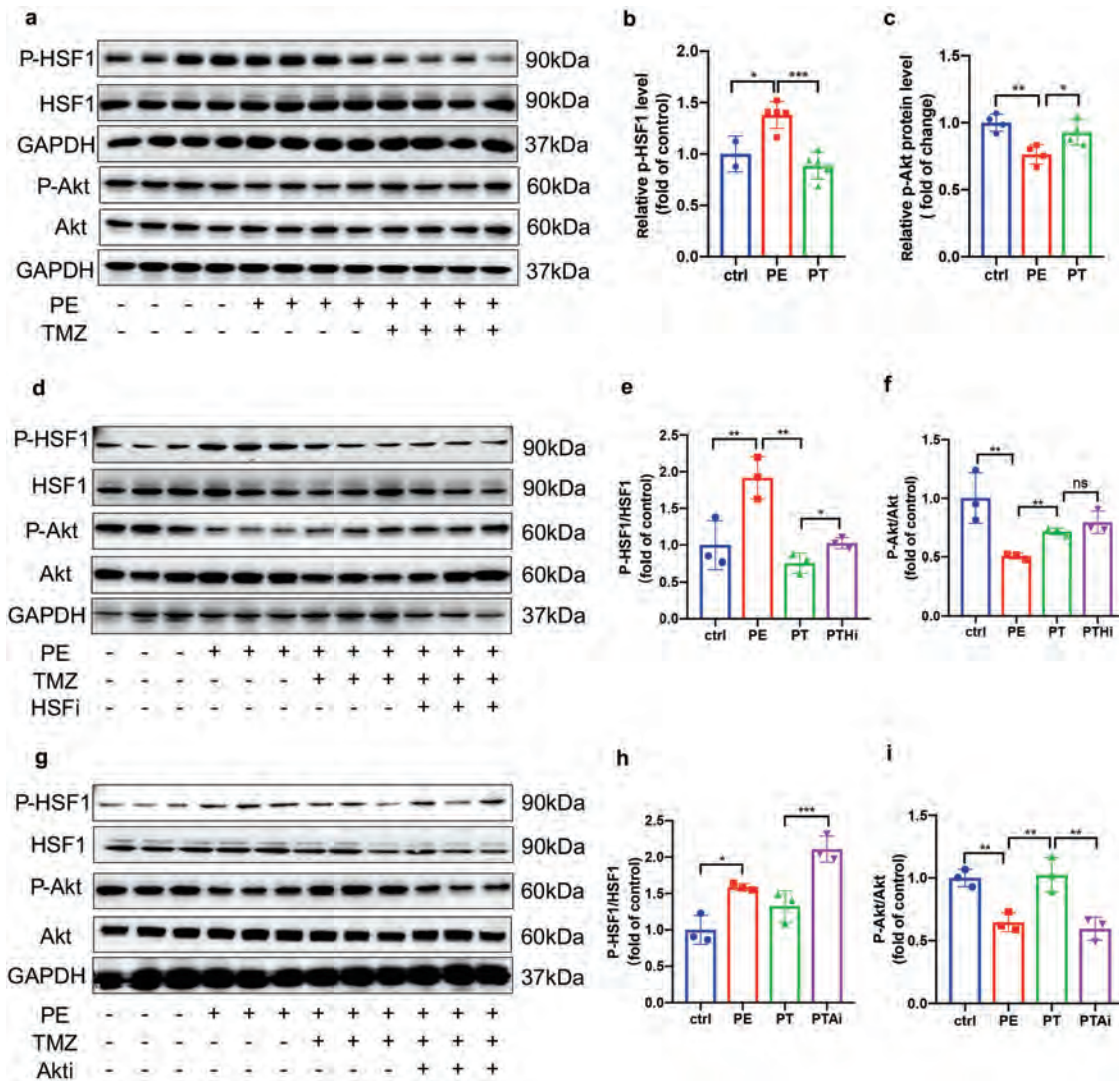 a
P-HSF1 90kDa
HSF1 90kDa
GAPDH 37kDa
P-Akt 60kDa
Akt 60kDa
GAPDH 37kDa
PE - - - - + + + + + + + +
TMZ - - - - - - - - + + + +
b
Relative p-HSF1 level
(fold of control)
2.0
1.5
1.0
0.5
0.0
* ***
ctrl PE PT
c
Relative p-Akt protein level
( fold of change)
1.5
1.0
0.5
0.0
** *
ctrl PE PT
d
P-HSF1 90kDa
HSF1 90kDa
P-Akt 60kDa
Akt 60kDa
GAPDH 37kDa
PE - - - + + + + + + + + +
TMZ - - - - - - + + + + + +
HSFi - - - - - - - - - + + +
e
P-HSF1/HSF1
(fold of control)
2.5
2.0
1.5
1.0
0.5
0.0
** ** *
ctrl PE PT PTHi
f
P-Akt/Akt
(fold of control)
1.5
1.0
0.5
0.0
** ** ns
ctrl PE PT PTHi
g
P-HSF1 90kDa
HSF1 90kDa
P-Akt 60kDa
Akt 60kDa
GAPDH 37kDa
PE - - - + + + + + + + + +
TMZ - - - - - - + + + + + +
Akti - - - - - - - - - + + +
h
P-HSF1/HSF1
(fold of control)
2.5
2.0
1.5
1.0
0.5
0.0
* ***
ctrl PE PT PTAi
i
P-Akt/Akt
(fold of control)
1.5
1.0
0.5
0.0
** ** **
ctrl PE PT PTAi